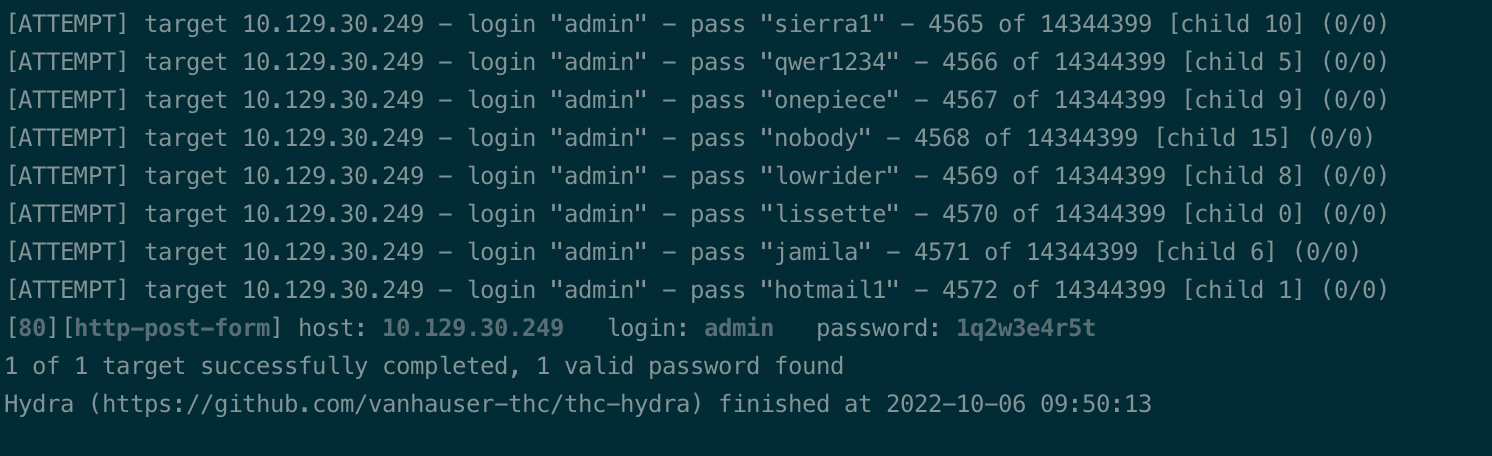 [ATTEMPT] target 10.129.30.249 - login "admin" - pass "sierra1" - 4565 of 14344399 [child 10] (0/0)
[ATTEMPT] target 10.129.30.249 - login "admin" - pass "qwer1234" - 4566 of 14344399 [child 5] (0/0)
[ATTEMPT] target 10.129.30.249 - login "admin" - pass "onepiece" - 4567 of 14344399 [child 9] (0/0)
[ATTEMPT] target 10.129.30.249 - login "admin" - pass "nobody" - 4568 of 14344399 [child 15] (0/0)
[ATTEMPT] target 10.129.30.249 - login "admin" - pass "lowrider" - 4569 of 14344399 [child 8] (0/0)
[ATTEMPT] target 10.129.30.249 - login "admin" - pass "lissette" - 4570 of 14344399 [child 0] (0/0)
[ATTEMPT] target 10.129.30.249 - login "admin" - pass "jamila" - 4571 of 14344399 [child 6] (0/0)
[ATTEMPT] target 10.129.30.249 - login "admin" - pass "hotmail1" - 4572 of 14344399 [child 1] (0/0)
[80][http-post-form] host: 10.129.30.249   login: admin   password: 1q2w3e4r5t
1 of 1 target successfully completed, 1 valid password found
Hydra (https://github.com/vanhauser-thc/thc-hydra) finished at 2022-10-06 09:50:13